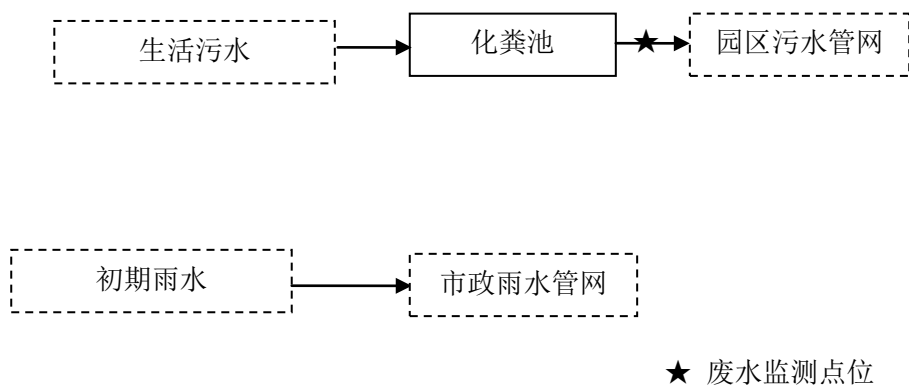 生活污水
化粪池
园区污水管网
初期雨水
市政雨水管网
★ 废水监测点位